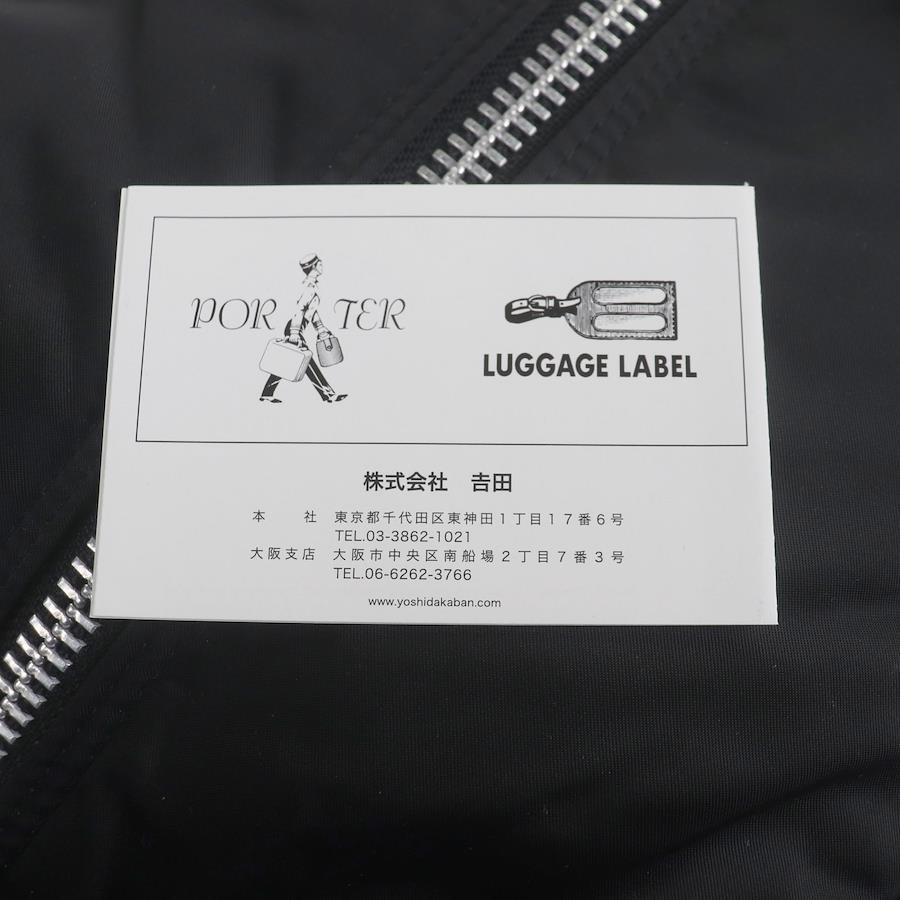 PORTER
LUGGAGE LABEL
株式会社 𠮷田
本 社 東京都千代田区東神田1丁目17番6号
TEL.03-3862-1021
大阪支店 大阪市中央区南船場2丁目7番3号
TEL.06-6262-3766
www.yoshidakaban.com